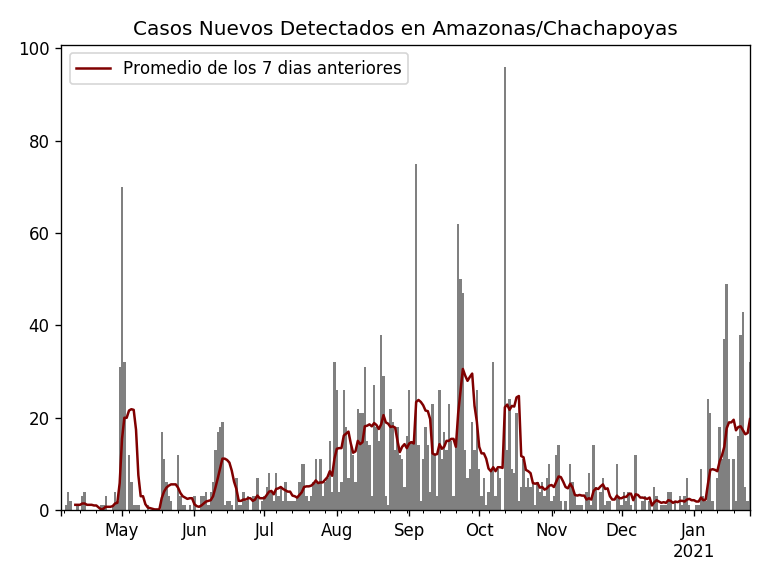 Casos Nuevos Detectados en Amazonas/Chachapoyas
Promedio de los 7 dias anteriores
100
80
60
40
20
0
May Jun Jul Aug Sep Oct Nov Dec Jan
2021